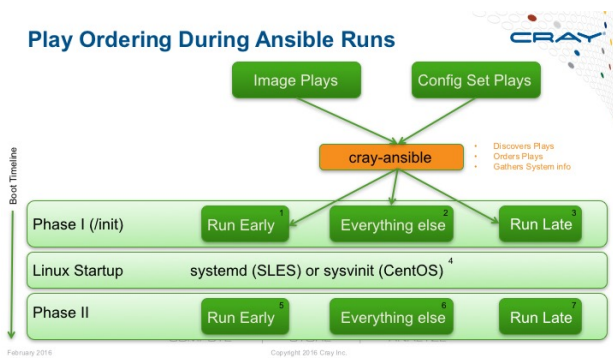 Play Ordering During Ansible Runs
CRAY
Image Plays
Config Set Plays
cray-ansible
• Discovers Plays
• Orders Plays
• Gathers System info
Boot Timeline
Phase I (/init)
Run Early 1
Everything else 2
Run Late 3
Linux Startup
systemd (SLES) or sysvinit (CentOS) 4
Phase II
Run Early 5
Everything else 6
Run Late 7
February 2016
Copyright 2016 Cray Inc.